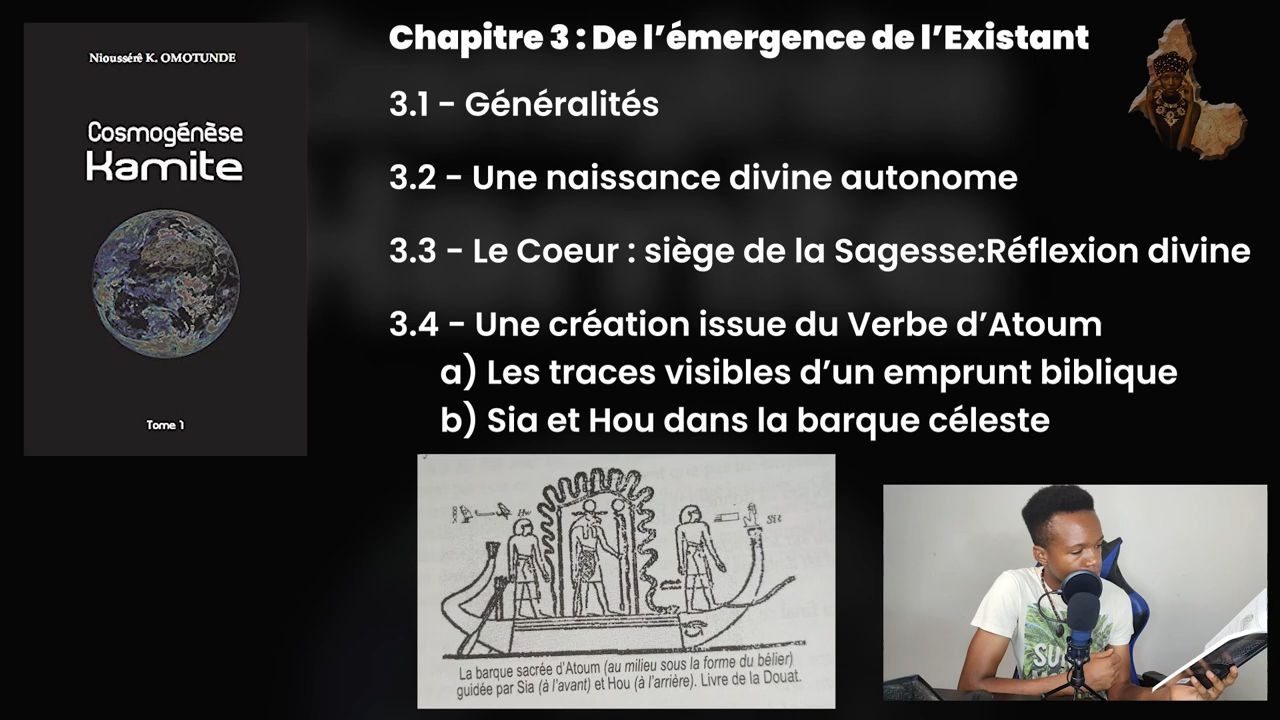 Nioussérê K. OMOTUNDE
Cosmogénèse
Kamite
Tome 1
Chapitre 3 : De l’émergence de l’Existant
3.1 – Généralités
3.2 – Une naissance divine autonome
3.3 – Le Coeur : siège de la Sagesse:Réflexion divine
3.4 – Une création issue du Verbe d’Atoum
a) Les traces visibles d’un emprunt biblique
b) Sia et Hou dans la barque céleste
Hu
Sia
La barque sacrée d'Atoum (au milieu sous la forme du bélier)
guidée par Sia (à l'avant) et Hou (à l'arrière). Livre de la Douat.